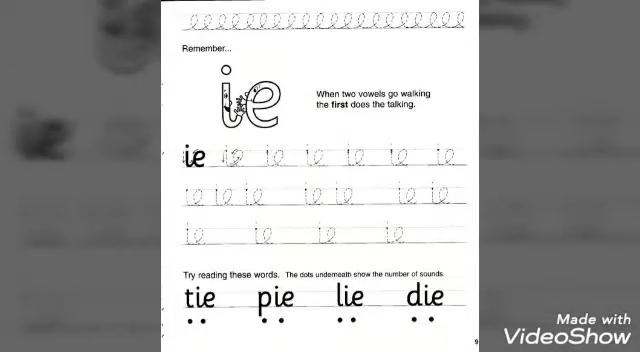 Remember...
ie
When two vowels go walking
the first does the talking.
ie ie ie ie ie ie ie
ie ie ie ie ie ie ie
ie ie ie ie
Try reading these words. The dots underneath show the number of sounds.
tie pie lie die
9
Made with
VideoShow